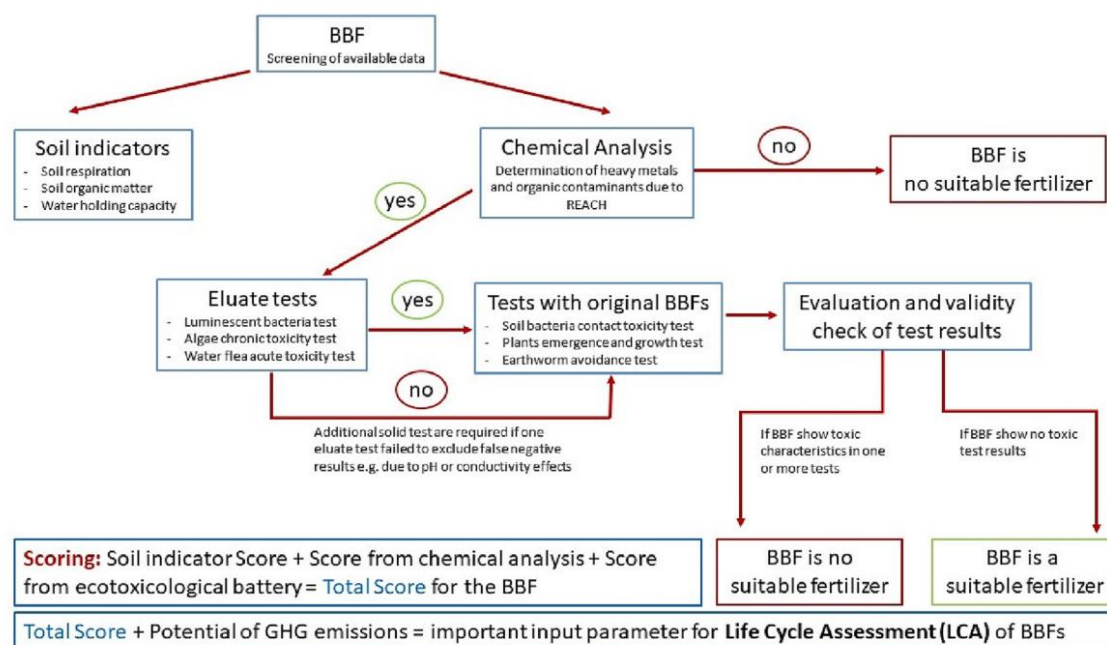 BBF
Screening of available data
Soil indicators
- Soil respiration
- Soil organic matter
- Water holding capacity
Chemical Analysis
Determination of heavy metals
and organic contaminants due to
REACH
no
BBF is
no suitable fertilizer
yes
Eluate tests
- Luminescent bacteria test
- Algae chronic toxicity test
- Water flea acute toxicity test
yes
Tests with original BBFs
- Soil bacteria contact toxicity test
- Plants emergence and growth test
- Earthworm avoidance test
Evaluation and validity
check of test results
no
Additional solid test are required if one
eluate test failed to exclude false negative
results e.g. due to pH or conductivity effects
If BBF show toxic
characteristics in one
or more tests
If BBF show no toxic
test results
Scoring: Soil indicator Score + Score from chemical analysis + Score
from ecotoxicological battery = Total Score for the BBF
BBF is no
suitable fertilizer
BBF is a
suitable fertilizer
Total Score + Potential of GHG emissions = important input parameter for Life Cycle Assessment (LCA) of BBFs